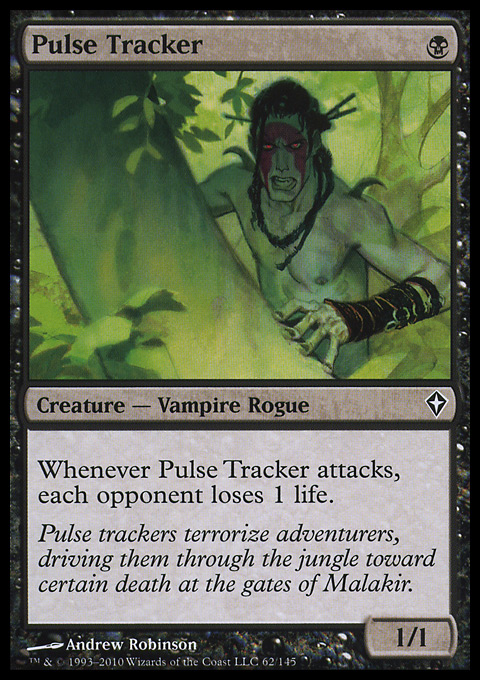 Pulse Tracker
Creature — Vampire Rogue
Whenever Pulse Tracker attacks,
each opponent loses 1 life.
Pulse trackers terrorize adventurers,
driving them through the jungle toward
certain death at the gates of Malakir.
1/1
Andrew Robinson
™ & © 1993–2010 Wizards of the Coast LLC 62/145